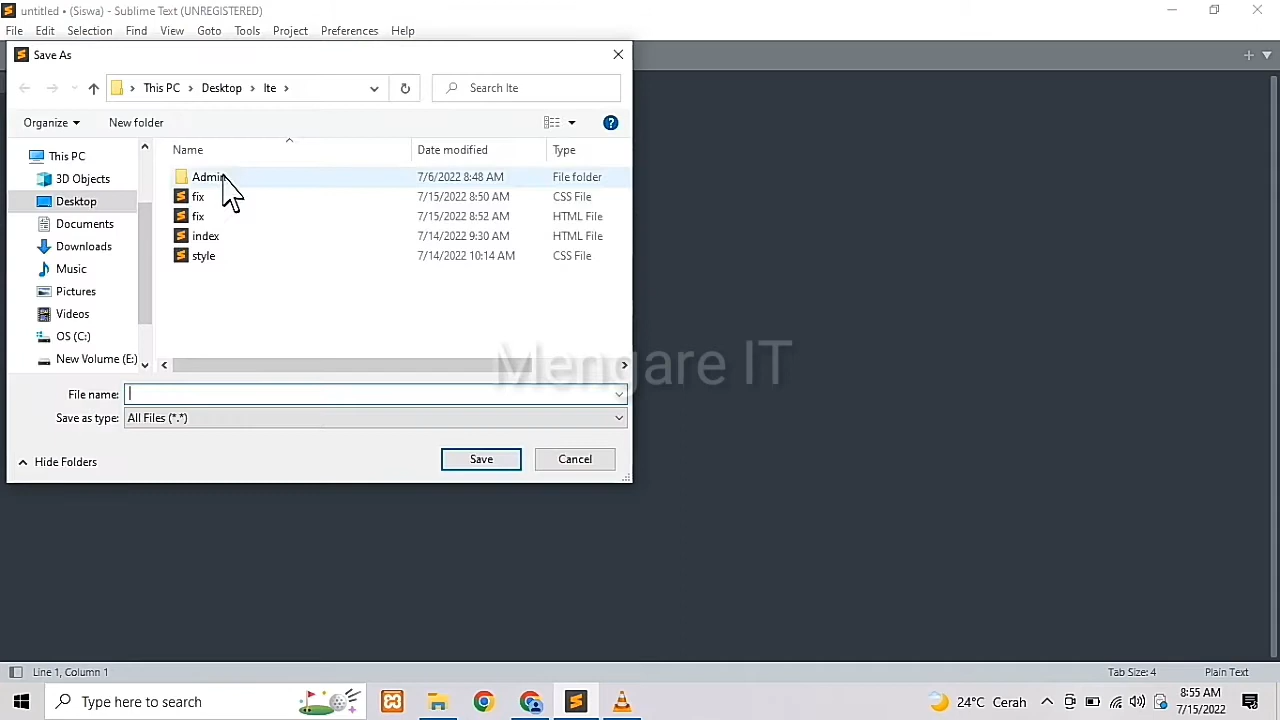 untitled • (Siswa) - Sublime Text (UNREGISTERED)
File Edit Selection Find View Goto Tools Project Preferences Help
Save As
This PC > Desktop > lte >
Search lte
Organize New folder
Name Date modified Type
This PC
3D Objects
Desktop
Documents
Downloads
Music
Pictures
Videos
OS (C:)
New Volume (E:)
Admin 7/6/2022 8:48 AM File folder
fix 7/15/2022 8:50 AM CSS File
fix 7/15/2022 8:52 AM HTML File
index 7/14/2022 9:30 AM HTML File
style 7/14/2022 10:14 AM CSS File
Mengare IT
File name:
Save as type: All Files (*.*)
Hide Folders Save Cancel
Line 1, Column 1 Tab Size: 4 Plain Text
Type here to search
24°C Cerah
8:55 AM
7/15/2022